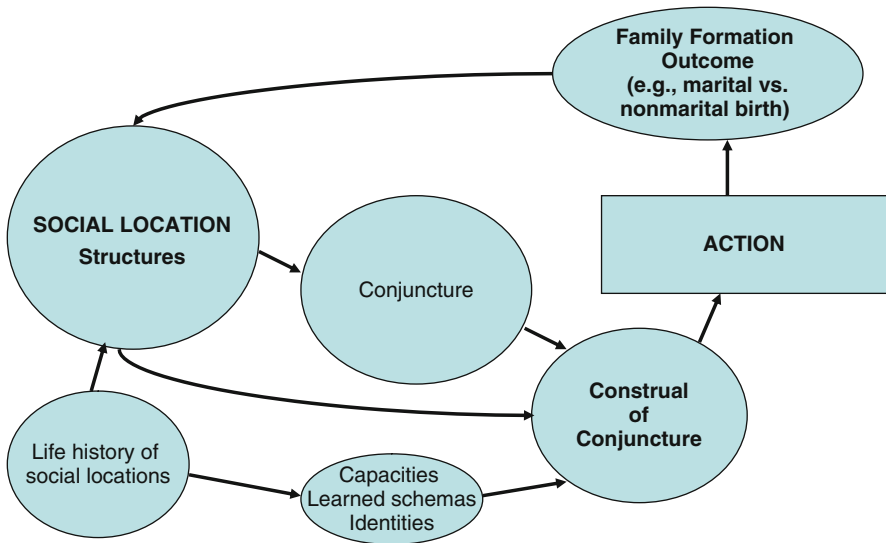 Family Formation
Outcome
(e.g., marital vs.
nonmarital birth)
SOCIAL LOCATION
Structures
ACTION
Conjuncture
Construal
of
Conjuncture
Life history of
social locations
Capacities
Learned schemas
Identities